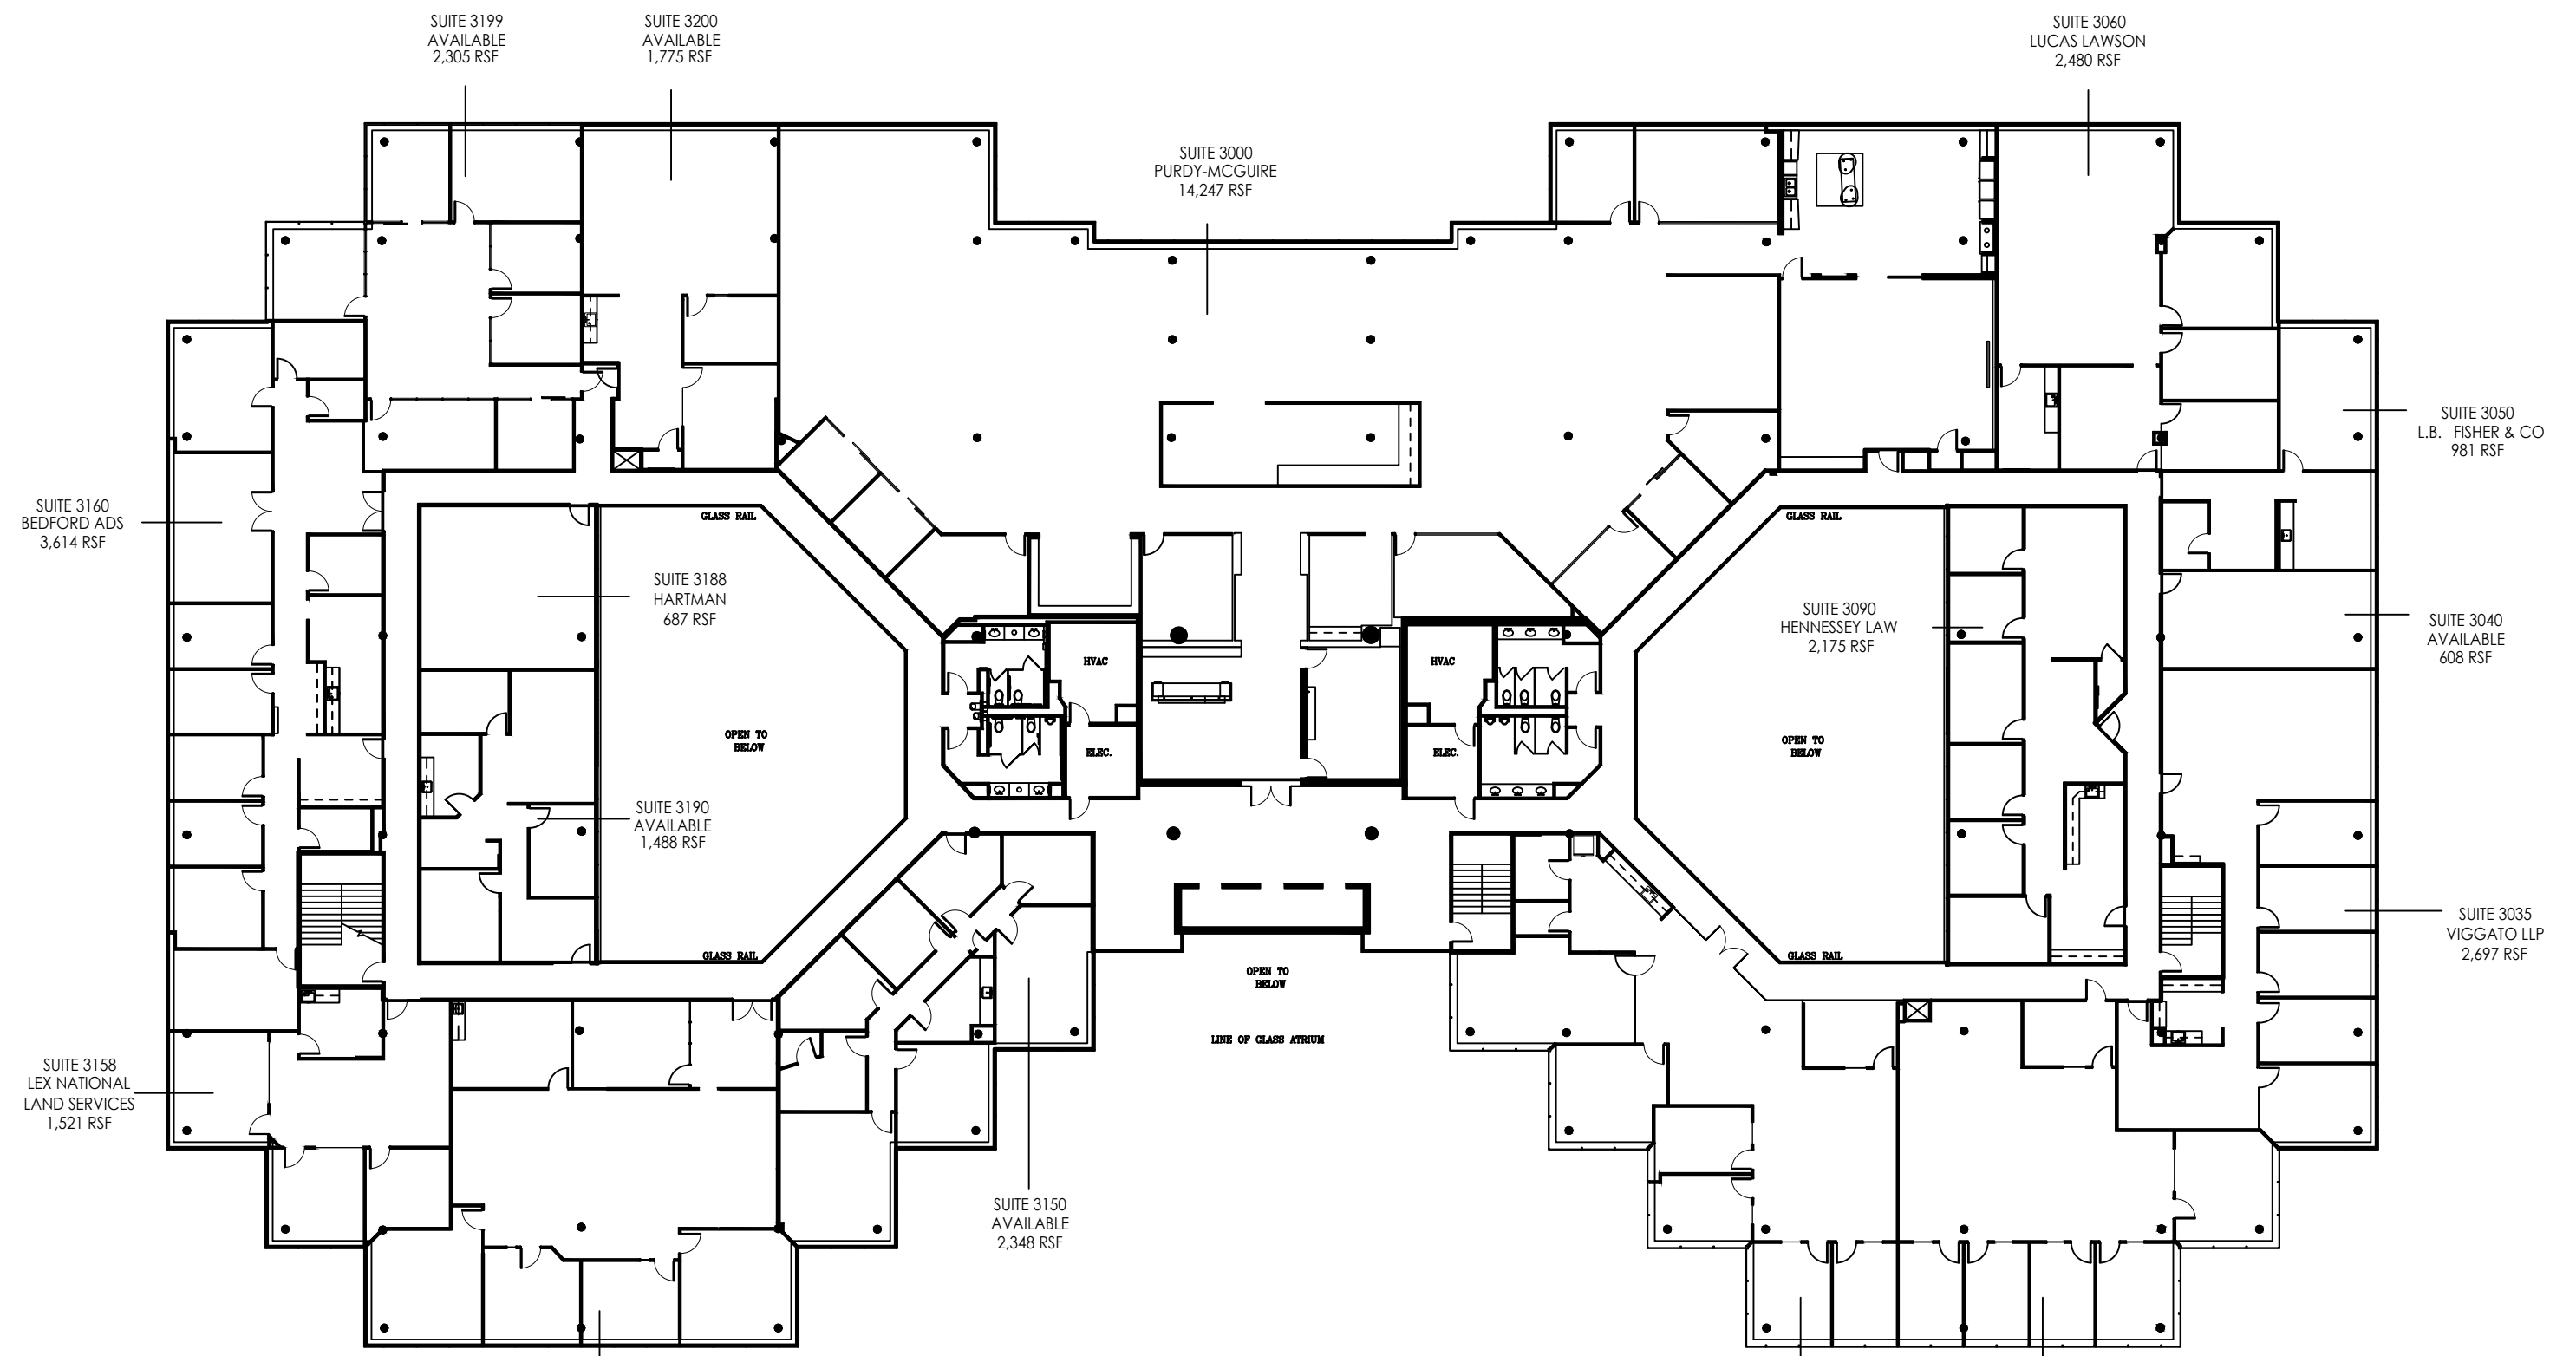 SUITE 3199
AVAILABLE
2,305 RSF
SUITE 3200
AVAILABLE
1,775 RSF
SUITE 3060
LUCAS LAWSON
2,480 RSF
SUITE 3000
PURDY-MCGUIRE
14,247 RSF
SUITE 3050
L.B. FISHER & CO
981 RSF
SUITE 3160
BEDFORD ADS
3,614 RSF
GLASS RAIL
GLASS RAIL
SUITE 3188
HARTMAN
687 RSF
SUITE 3090
HENNESSEY LAW
2,175 RSF
SUITE 3040
AVAILABLE
608 RSF
HVAC
HVAC
OPEN TO
BELOW
ELEC.
ELEC.
OPEN TO
BELOW
SUITE 3190
AVAILABLE
1,488 RSF
SUITE 3035
VIGGATO LLP
2,697 RSF
GLASS RAIL
GLASS RAIL
OPEN TO
BELOW
LINE OF GLASS ATRIUM
SUITE 3158
LEX NATIONAL
LAND SERVICES
1,521 RSF
SUITE 3150
AVAILABLE
2,348 RSF